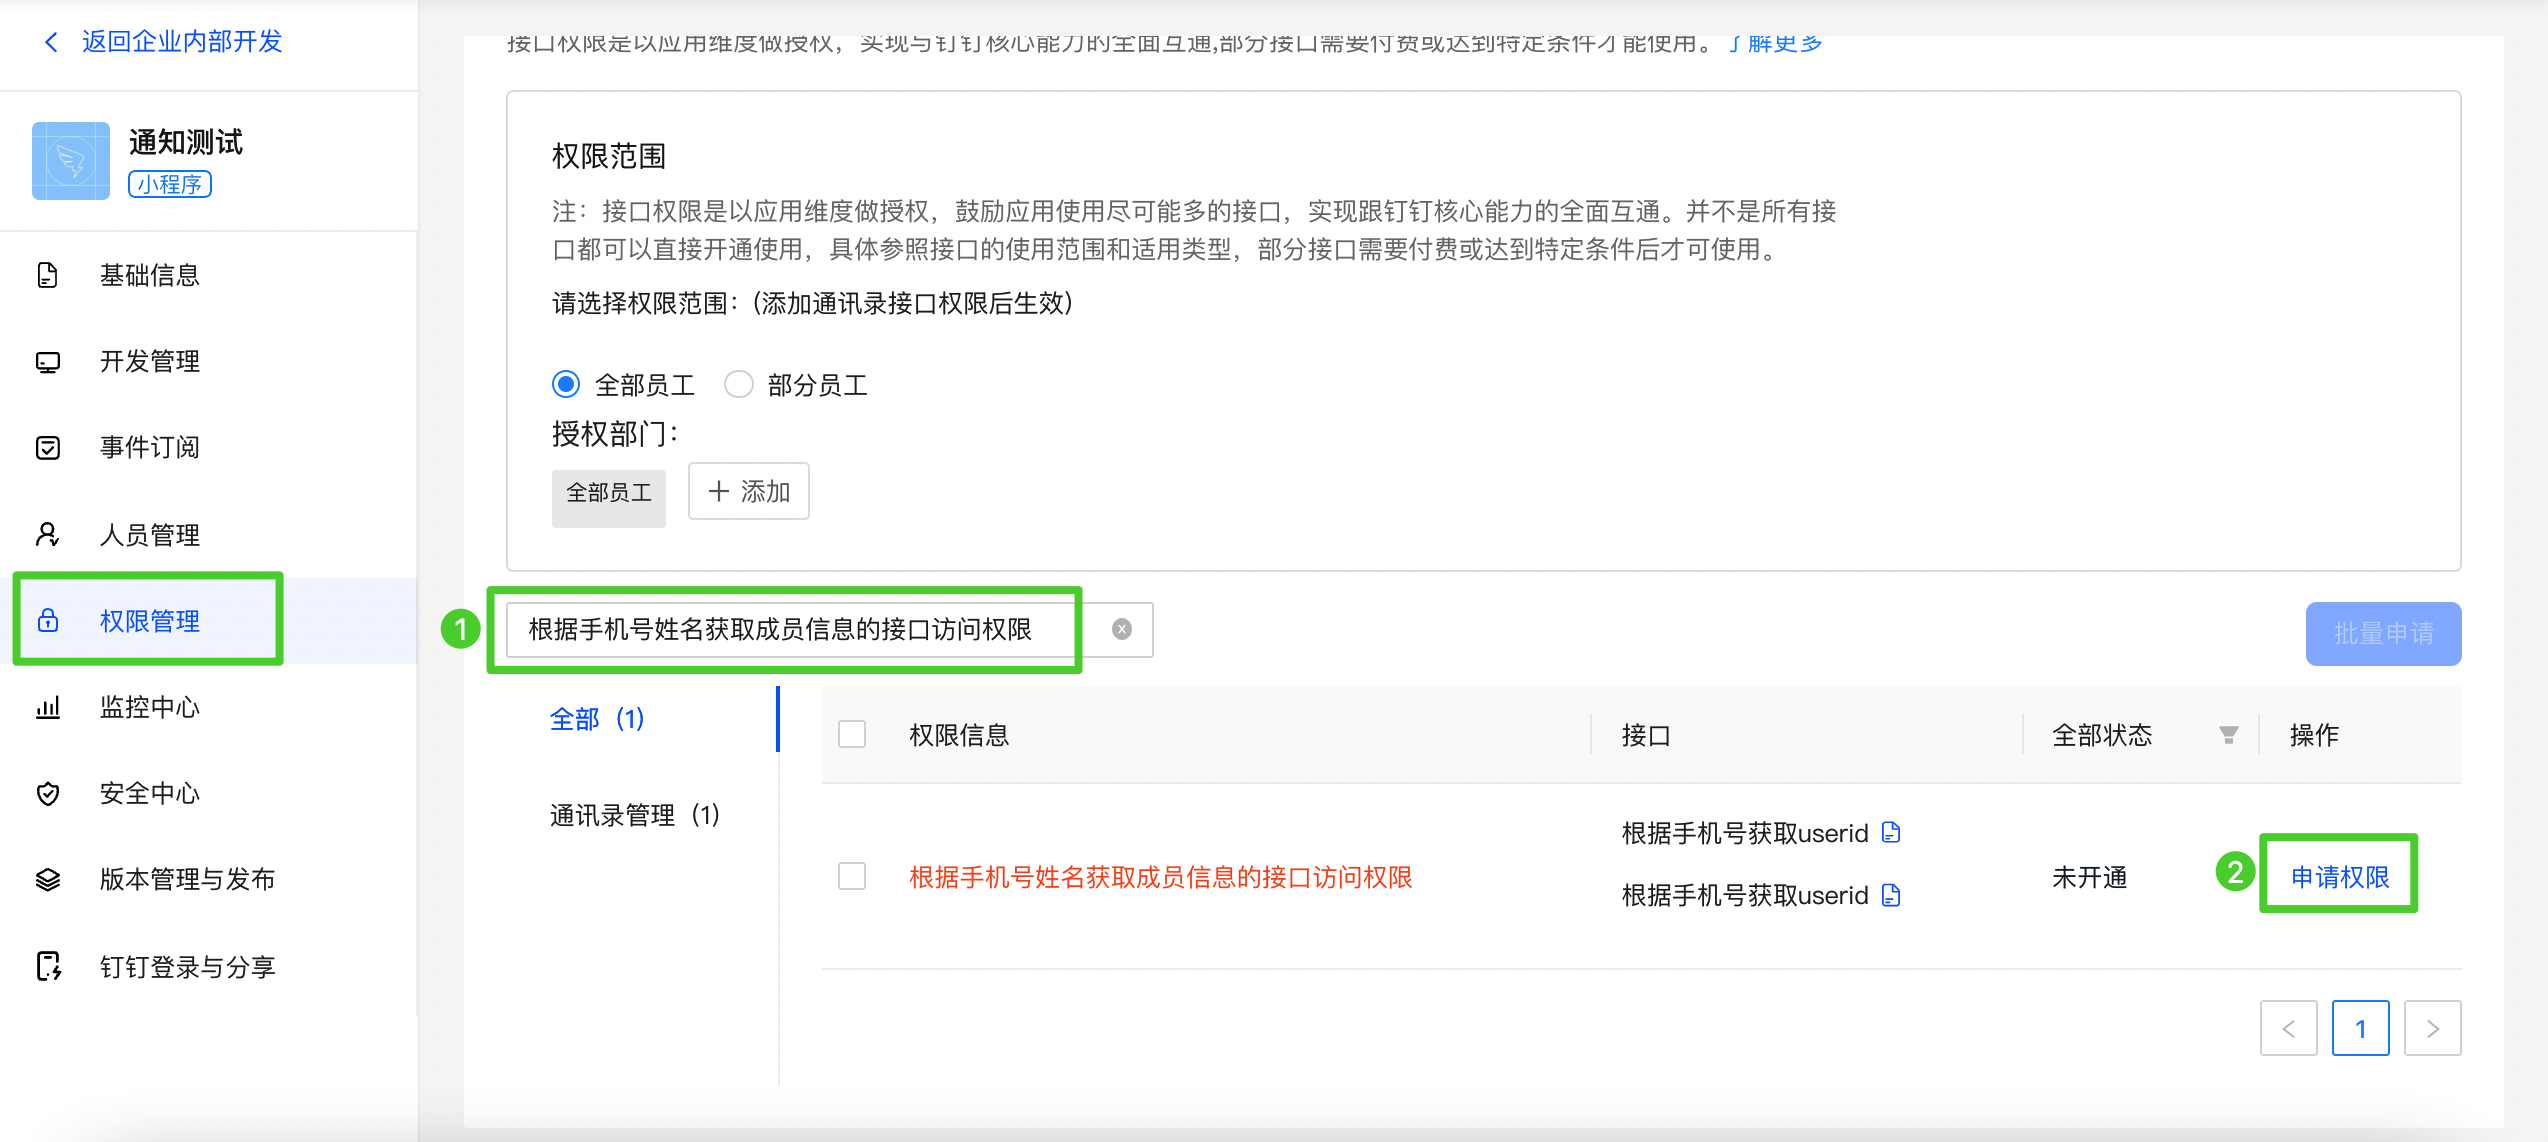 返回企业内部开发
通知测试
小程序
基础信息
开发管理
事件订阅
人员管理
权限管理
监控中心
安全中心
版本管理与发布
钉钉登录与分享
接口权限是以应用维度做授权，实现与钉钉核心能力的全面互通,部分接口需要付费或达到特定条件才能使用。了解更多
权限范围
注：接口权限是以应用维度做授权，鼓励应用使用尽可能多的接口，实现跟钉钉核心能力的全面互通。并不是所有接
口都可以直接开通使用，具体参照接口的使用范围和适用类型，部分接口需要付费或达到特定条件后才可使用。
请选择权限范围：（添加通讯录接口权限后生效）
全部员工 部分员工
授权部门：
全部员工 添加
1 根据手机号姓名获取成员信息的接口访问权限
批量申请
全部（1）
通讯录管理（1）
权限信息 接口 全部状态 操作
根据手机号获取userid
根据手机号姓名获取成员信息的接口访问权限 未开通 2 申请权限
根据手机号获取userid
< 1 >